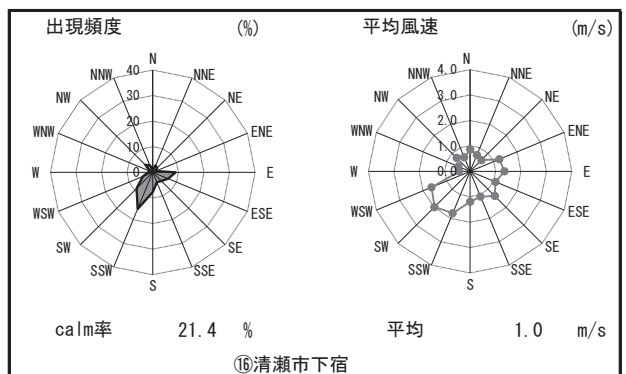 出現頻度 (%) 平均風速 (m/s)
N N
NNW 40 NNE NNW 4.0 NNE
NW 30 NE NW 3.0 NE
20 2.0
WNW 10 ENE WNW 1.0 ENE
W 0 E W 0.0 E
WSW ESE WSW ESE
SW SE SW SE
SSW SSE SSW SSE
S S
calm率 21.4 % 平均 1.0 m/s
⑯清瀬市下宿